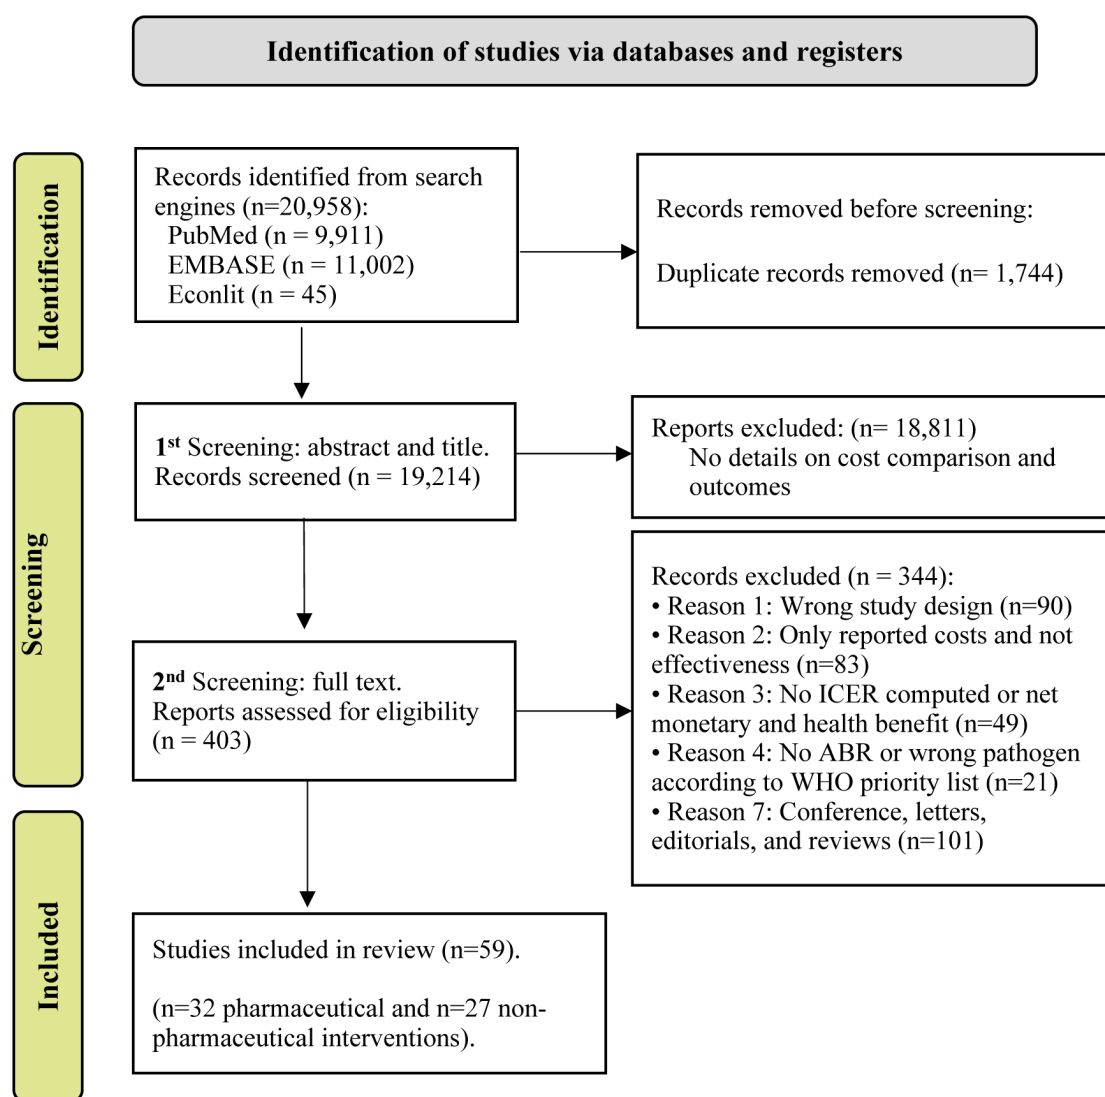 Identification of studies via databases and registers
Identification
Records identified from search
engines (n=20,958):
PubMed (n = 9,911)
EMBASE (n = 11,002)
Econlit (n = 45)
Records removed before screening:
Duplicate records removed (n= 1,744)
Screening
1st Screening: abstract and title.
Records screened (n = 19,214)
Reports excluded: (n= 18,811)
No details on cost comparison and
outcomes
2nd Screening: full text.
Reports assessed for eligibility
(n = 403)
Records excluded (n = 344):
• Reason 1: Wrong study design (n=90)
• Reason 2: Only reported costs and not
effectiveness (n=83)
• Reason 3: No ICER computed or net
monetary and health benefit (n=49)
• Reason 4: No ABR or wrong pathogen
according to WHO priority list (n=21)
• Reason 7: Conference, letters,
editorials, and reviews (n=101)
Included
Studies included in review (n=59).
(n=32 pharmaceutical and n=27 non-
pharmaceutical interventions).